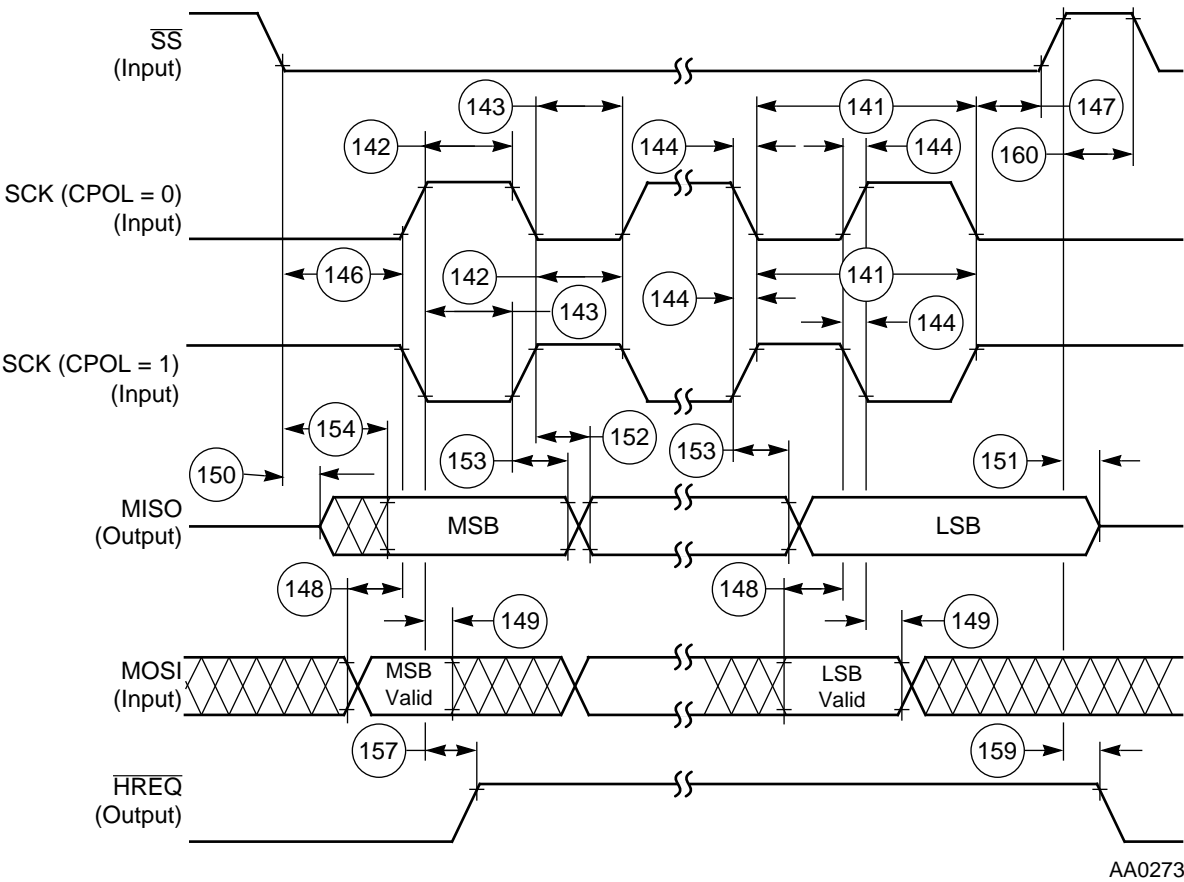 SS
(Input)
143
141
147
142
144
144
160
SCK (CPOL = 0)
(Input)
146
142
141
144
143
144
SCK (CPOL = 1)
(Input)
154
152
153
153
150
151
MISO
(Output)
MSB
LSB
148
148
149
149
MOSI
(Input)
MSB
Valid
LSB
Valid
157
159
HREQ
(Output)
AA0273